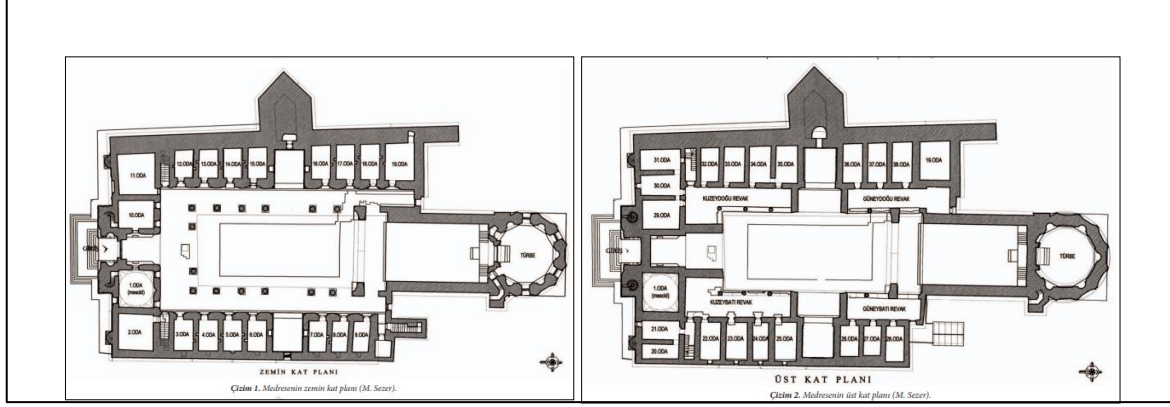 11.ODA
12.ODA 13.ODA 14.ODA 15.ODA 16.ODA 17.ODA 18.ODA 19.ODA
10.ODA
GİRİŞ
1.ODA
(mescit)
TÜRBE
2.ODA 3.ODA 4.ODA 5.ODA 6.ODA 7.ODA 8.ODA 9.ODA
ZEMİN KAT PLANI
Çizim 1. Medresenin zemin kat planı (M. Sezer).
31.ODA 32.ODA 33.ODA 34.ODA 35.ODA 36.ODA 37.ODA 38.ODA 19.ODA
30.ODA
KUZEYDOĞU REVAK
GÜNEYDOĞU REVAK
29.ODA
GİRİŞ
TÜRBE
1.ODA
(mescit)
KUZEYBATI REVAK
GÜNEYBATI REVAK
21.ODA
22.ODA 23.ODA 24.ODA 25.ODA 26.ODA 27.ODA 28.ODA
20.ODA
ÜST KAT PLANI
Çizim 2. Medresenin üst kat planı (M. Sezer).